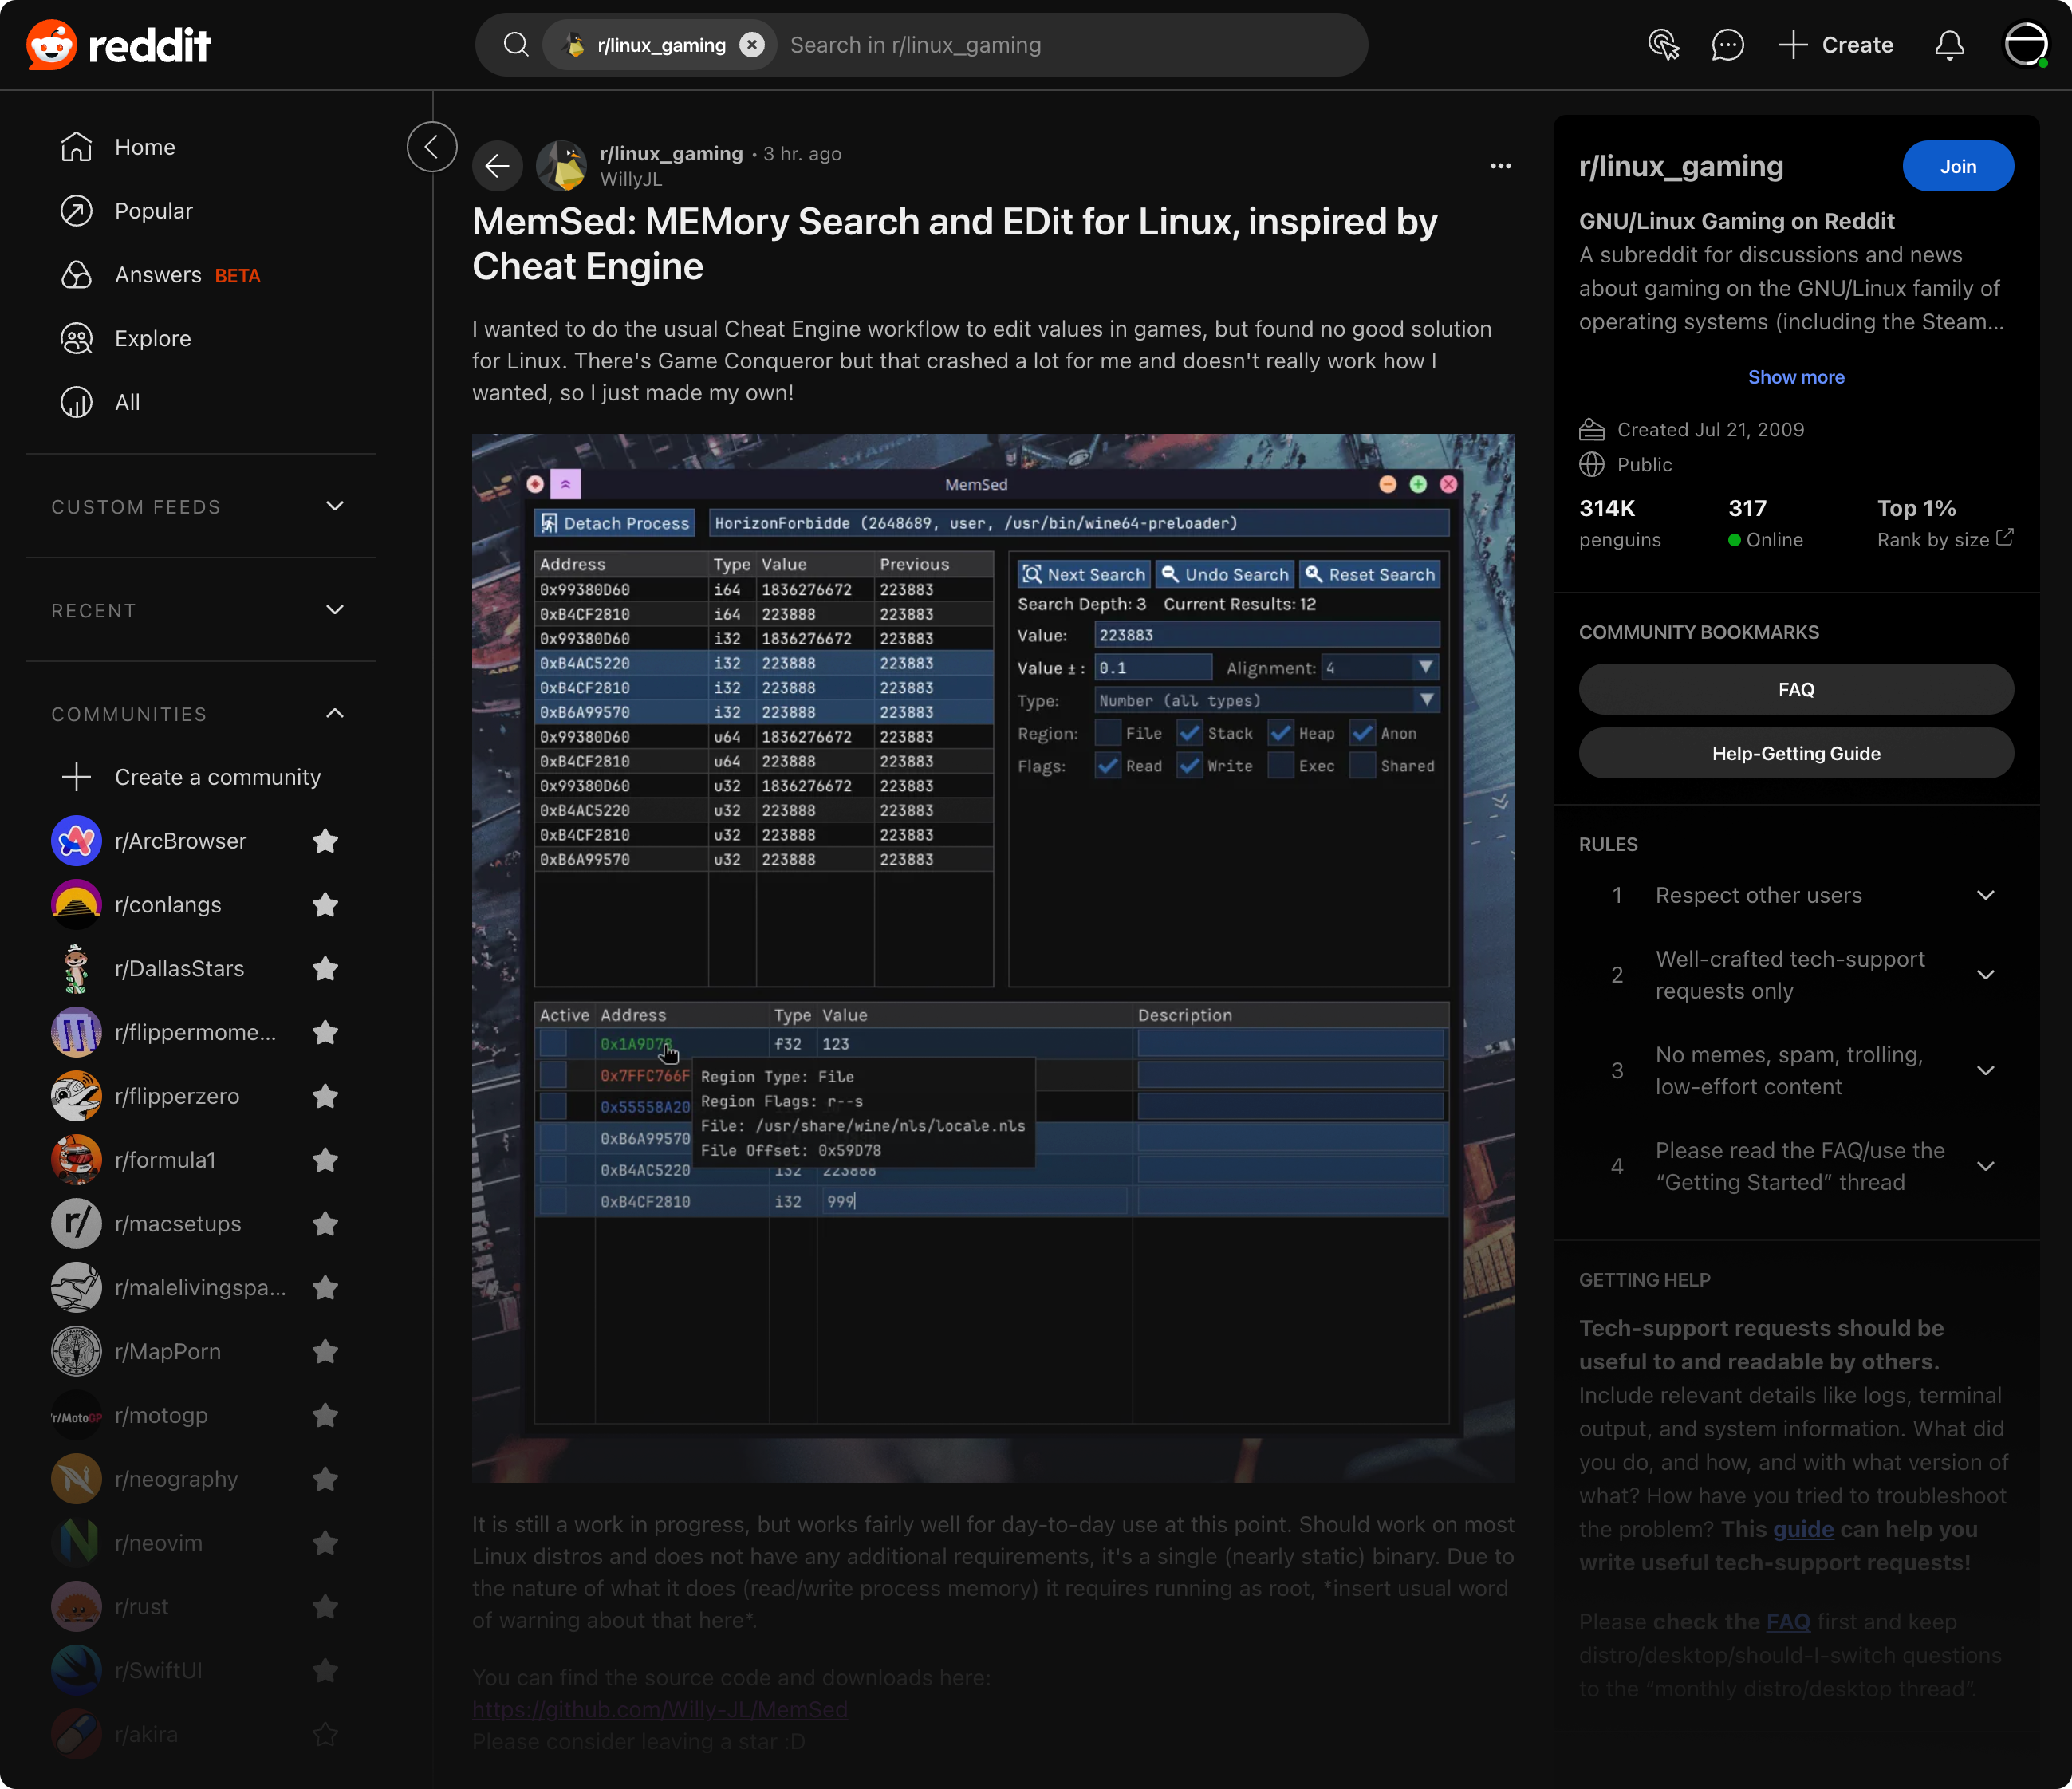 reddit
r/linux_gaming
Search in r/linux_gaming
Create
Home
Popular
Answers BETA
Explore
All
CUSTOM FEEDS
RECENT
COMMUNITIES
Create a community
r/ArcBrowser
r/conlangs
r/DallasStars
r/flippermome...
r/flipperzero
r/formula1
r/
r/macsetups
r/malelivingspa...
r/MapPorn
r/MotoGP
r/motogp
r/neography
r/neovim
r/rust
r/SwiftUI
r/akira
r/linux_gaming • 3 hr. ago
WillyJL
MemSed: MEMory Search and EDit for Linux, inspired by
Cheat Engine
I wanted to do the usual Cheat Engine workflow to edit values in games, but found no good solution
for Linux. There's Game Conqueror but that crashed a lot for me and doesn't really work how I
wanted, so I just made my own!
MemSed
Detach Process
HorizonForbidde (2648689, user, /usr/bin/wine64-preloader)
Address Type Value Previous
0x99380D60 i64 1836276672 223883
0xB4CF2810 i64 223888 223883
0x99380D60 i32 1836276672 223883
0xB4AC5220 i32 223888 223883
0xB4CF2810 i32 223888 223883
0xB6A99570 i32 223888 223883
0x99380D60 u64 1836276672 223883
0xB4CF2810 u64 223888 223883
0x99380D60 u32 1836276672 223883
0xB4AC5220 u32 223888 223883
0xB4CF2810 u32 223888 223883
0xB6A99570 u32 223888 223883
Next Search Undo Search Reset Search
Search Depth: 3 Current Results: 12
Value: 223883
Value ± : 0.1 Alignment: 4
Type: Number (all types)
Region: File Stack Heap Anon
Flags: Read Write Exec Shared
Active Address Type Value Description
0x1A9D78 f32 123
0x7FFC766F
0x55558A20
0xB6A99570
0xB4AC5220 i32 223888
0xB4CF2810 i32 999
Region Type: File
Region Flags: r--s
File: /usr/share/wine/nls/locale.nls
File Offset: 0x59D78
It is still a work in progress, but works fairly well for day-to-day use at this point. Should work on most
Linux distros and does not have any additional requirements, it's a single (nearly static) binary. Due to
the nature of what it does (read/write process memory) it requires running as root, *insert usual word
of warning about that here*.
You can find the source code and downloads here:
https://github.com/Willy-JL/MemSed
Please consider leaving a star :D
r/linux_gaming
Join
GNU/Linux Gaming on Reddit
A subreddit for discussions and news
about gaming on the GNU/Linux family of
operating systems (including the Steam...
Show more
Created Jul 21, 2009
Public
314K 317 Top 1%
penguins Online Rank by size
COMMUNITY BOOKMARKS
FAQ
Help-Getting Guide
RULES
1 Respect other users
2 Well-crafted tech-support
requests only
3 No memes, spam, trolling,
low-effort content
4 Please read the FAQ/use the
“Getting Started” thread
GETTING HELP
Tech-support requests should be
useful to and readable by others.
Include relevant details like logs, terminal
output, and system information. What did
you do, and how, and with what version of
what? How have you tried to troubleshoot
the problem? This guide can help you
write useful tech-support requests!
Please check the FAQ first and keep
distro/desktop/should-I-switch questions
to the “monthly distro/desktop thread”.